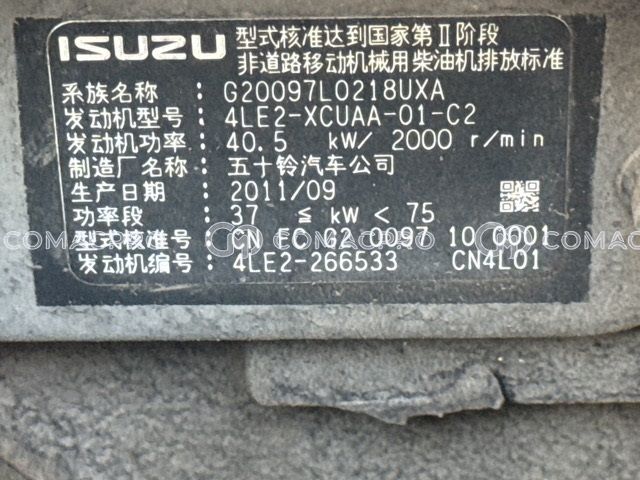 ISUZU 型式核准达到国家第Ⅱ阶段
非道路移动机械用柴油机排放标准
系族名称: G20097L0218UXA
发动机型号: 4LE2-XCUAA-01-C2
发动机功率: 40.5 kW/ 2000 r/min
制造厂名称: 五十铃汽车公司
生产日期: 2011/09
功率段: 37 ≦ kW < 75
型式核准号: CN FC G2 0097 10 0001
发动机编号: 4LE2-266533 CN4L01
COMACPRO